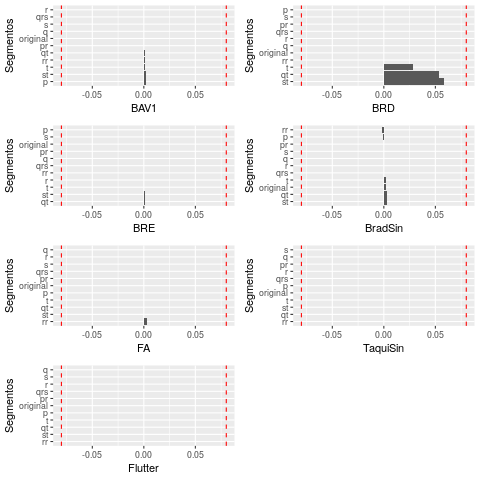 Segmentos
r
qrs
s
q
original
pr
qt
rr
t
st
p
-0.05 0.00 0.05
BAV1
Segmentos
p
s
qrs
pr
r
q
original
rr
t
qt
st
-0.05 0.00 0.05
BRD
Segmentos
p
s
original
pr
q
qrs
rr
r
t
st
qt
-0.05 0.00 0.05
BRE
Segmentos
rr
p
pr
s
q
qrs
r
t
original
qt
st
-0.05 0.00 0.05
BradSin
Segmentos
q
r
s
qrs
pr
original
p
t
qt
st
rr
-0.05 0.00 0.05
FA
Segmentos
s
q
pr
r
qrs
p
original
t
st
qt
rr
-0.05 0.00 0.05
TaquiSin
Segmentos
q
s
r
qrs
pr
original
p
t
qt
st
rr
-0.05 0.00 0.05
Flutter